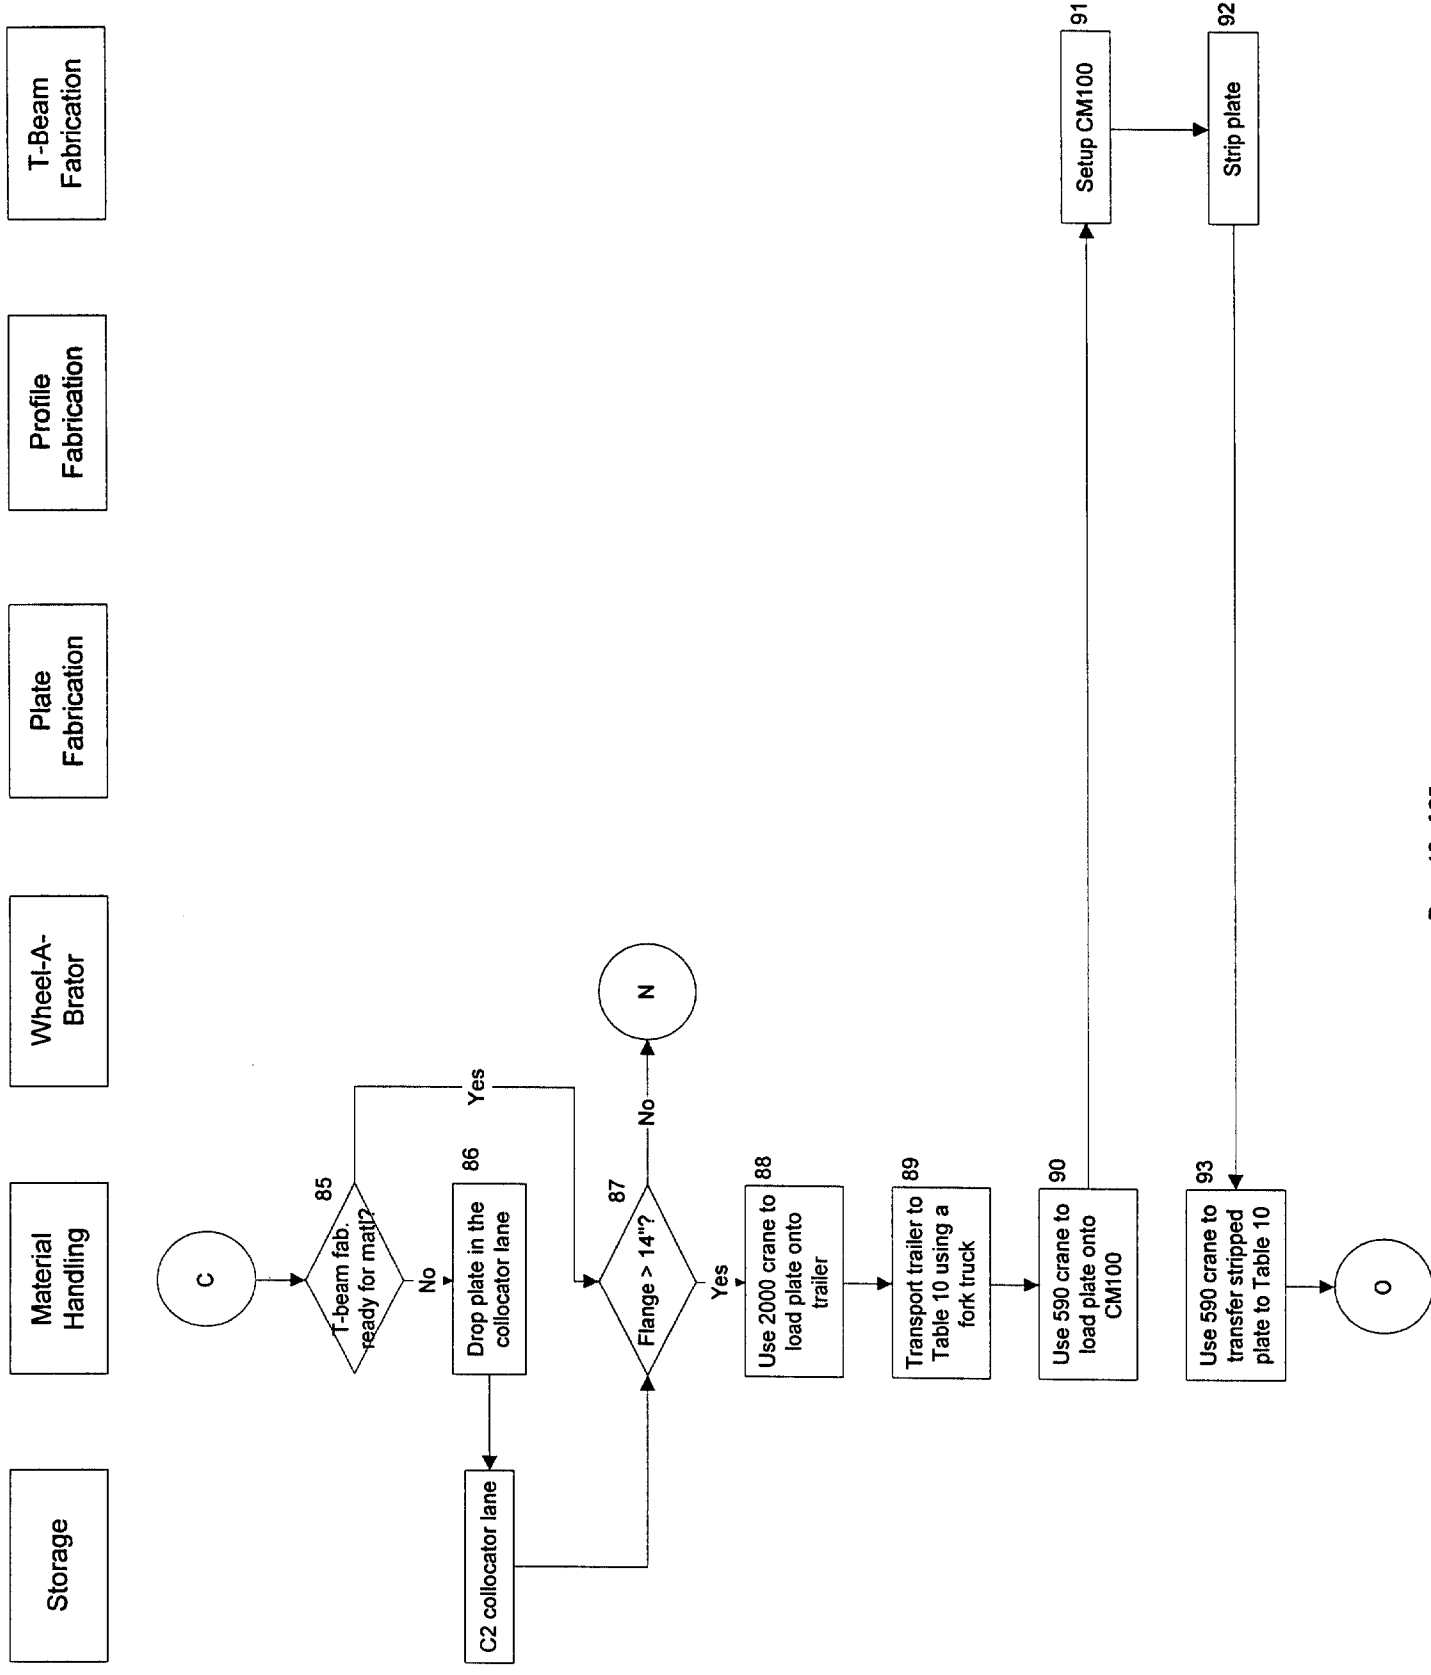 Storage
Material
Handling
Wheel-A-
Brator
Plate
Fabrication
Profile
Fabrication
T-Beam
Fabrication
C
85
T-beam fab.
ready for matl?
No
Yes
86
Drop plate in the
collocator lane
C2 collocator lane
87
Flange > 14"?
No
N
Yes
88
Use 2000 crane to
load plate onto
trailer
89
Transport trailer to
Table 10 using a
fork truck
90
Use 590 crane to
load plate onto
CM100
Setup CM100
91
Strip plate
92
93
Use 590 crane to
transfer stripped
plate to Table 10
O